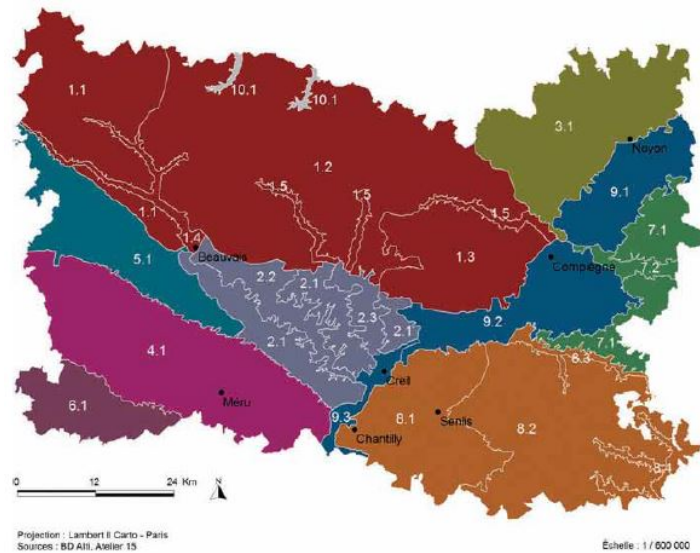 1.1
10.1
10.1
3.1
Noyon
1.2
9.1
1.5
1.5
1.5
7.1
1.1
1.4
Beauvais
1.3
Compiègne
5.1
2.2
2.1
2.3
2.1
9.2
2.1
7.1
8.3
4.1
Creil
6.1
Méru
9.3
8.1
Senlis
8.2
Chantilly
0 12 24 Km
N
Projection : Lambert II Carto - Paris
Sources : BD Alti, Atelier 15
Échelle : 1 / 600 000